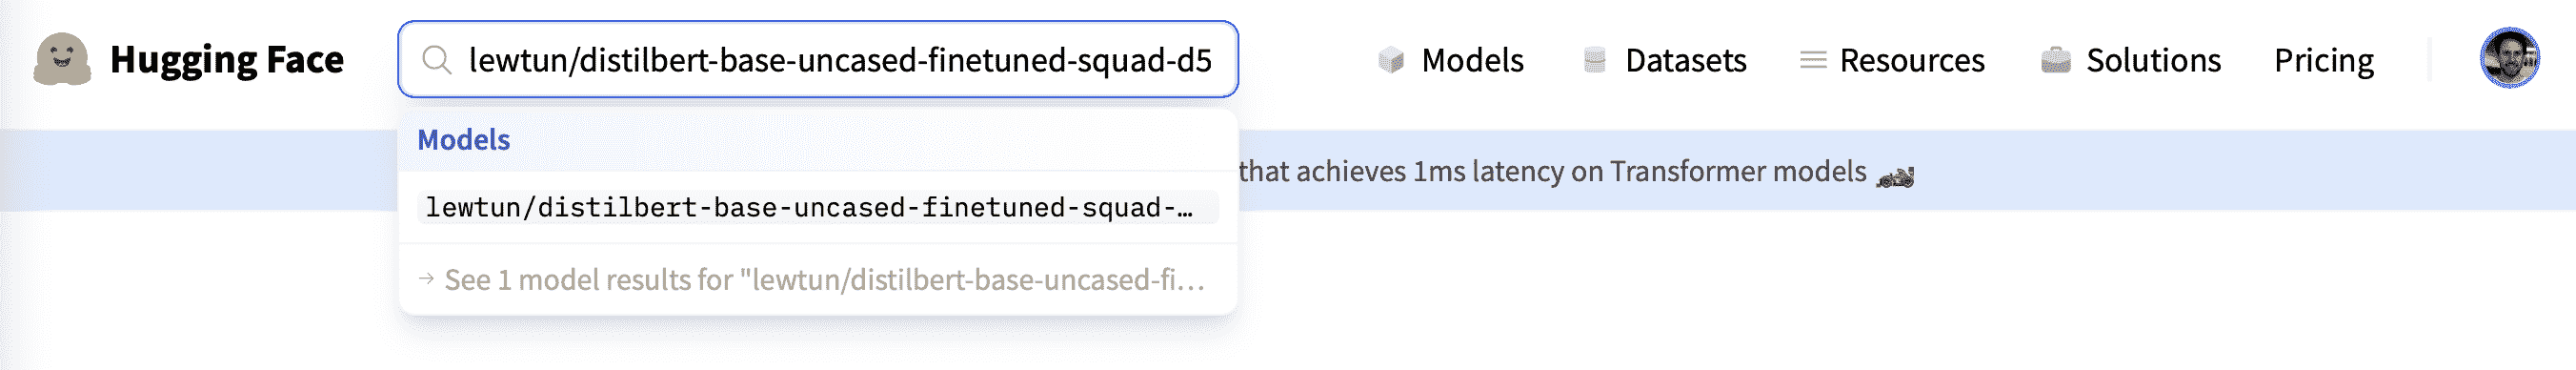 Hugging Face lewtun/distilbert-base-uncased-finetuned-squad-d5 Models Datasets Resources Solutions Pricing
Models
that achieves 1ms latency on Transformer models
lewtun/distilbert-base-uncased-finetuned-squad-…
→ See 1 model results for "lewtun/distilbert-base-uncased-fi…